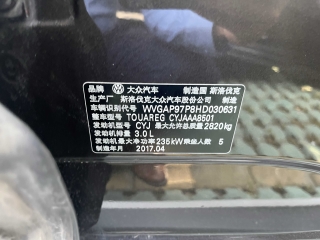 品牌 大众汽车 制造国 斯洛伐克
生产厂 斯洛伐克大众汽车股份公司
车辆识别代号 WVGAP97P8HD030631
整车型号 TOUAREG CYJAAA8501
发动机型号 CYJ 最大允许总质量 2820kg
发动机排量 3.0L
发动机最大净功率 235kW 乘坐人数 5
制造年月 2017.04